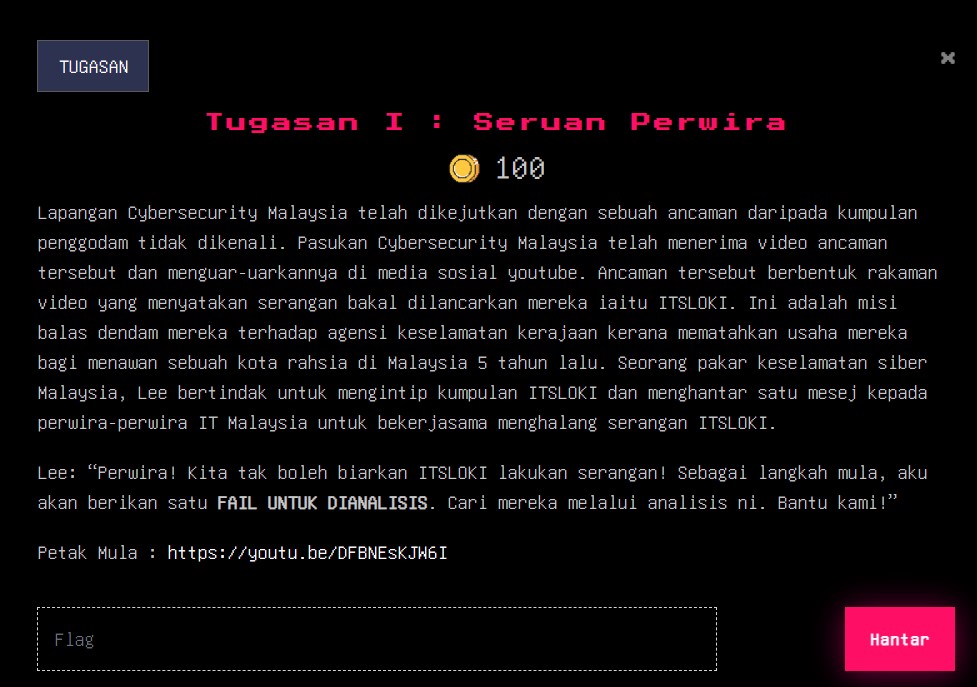 TUGASAN
Tugasan I : Seruan Perwira
100
Lapangan Cybersecurity Malaysia telah dikejutkan dengan sebuah ancaman daripada kumpulan
penggodam tidak dikenali. Pasukan Cybersecurity Malaysia telah menerima video ancaman
tersebut dan menguar-uarkannya di media sosial youtube. Ancaman tersebut berbentuk rakaman
video yang menyatakan serangan bakal dilancarkan mereka iaitu ITSLOKI. Ini adalah misi
balas dendam mereka terhadap agensi keselamatan kerajaan kerana mematahkan usaha mereka
bagi menawan sebuah kota rahsia di Malaysia 5 tahun lalu. Seorang pakar keselamatan siber
Malaysia, Lee bertindak untuk mengintip kumpulan ITSLOKI dan menghantar satu mesej kepada
perwira-perwira IT Malaysia untuk bekerjasama menghalang serangan ITSLOKI.
Lee: “Perwira! Kita tak boleh biarkan ITSLOKI lakukan serangan! Sebagai langkah mula, aku
akan berikan satu FAIL UNTUK DIANALISIS. Cari mereka melalui analisis ni. Bantu kami!”
Petak Mula : https://youtu.be/DFBNEsKJW6I
Flag
Hantar